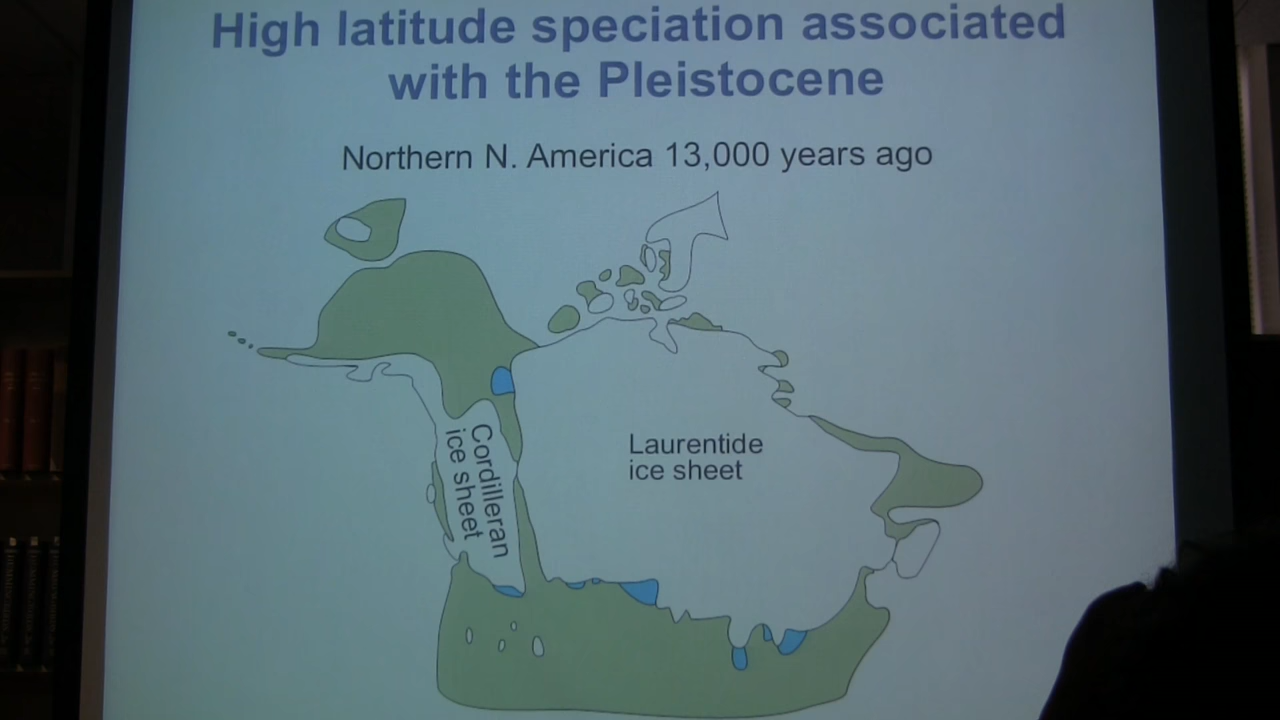 High latitude speciation associated
with the Pleistocene
Northern N. America 13,000 years ago
Laurentide
ice sheet
Cordilleran
ice sheet